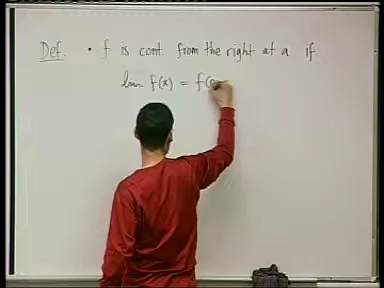 Def. • f is cont. from the right at a if
lim f(x) = f(